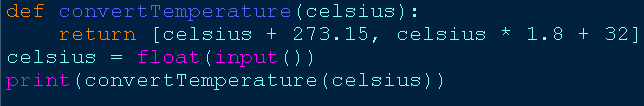 def convertTemperature(celsius):
    return [celsius + 273.15, celsius * 1.8 + 32]
celsius = float(input())
print(convertTemperature(celsius))